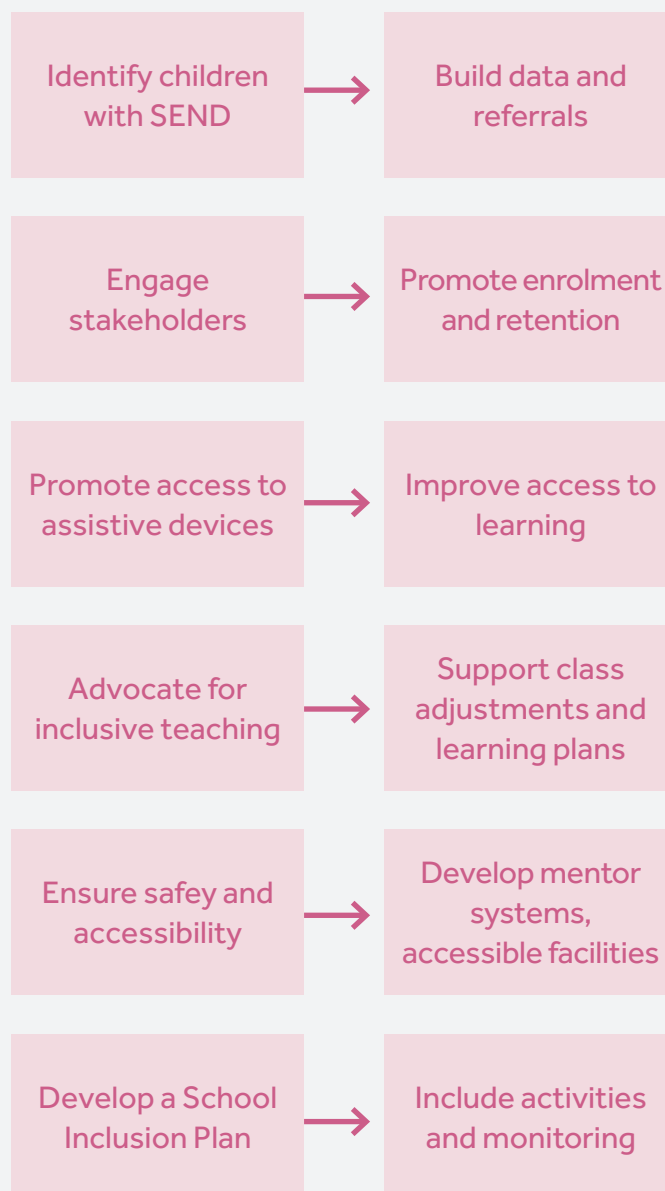 Identify children
with SEND
Build data and
referrals
Engage
stakeholders
Promote enrolment
and retention
Promote access to
assistive devices
Improve access to
learning
Advocate for
inclusive teaching
Support class
adjustments and
learning plans
Ensure safey and
accessibility
Develop mentor
systems,
accessible facilities
Develop a School
Inclusion Plan
Include activities
and monitoring